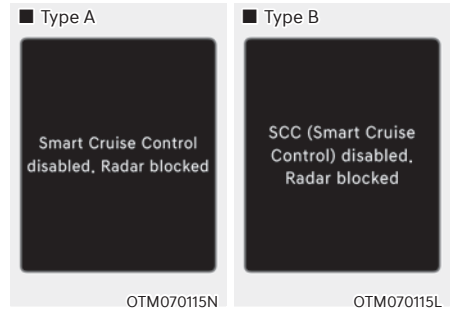 ■ Type A
Smart Cruise Control
disabled. Radar blocked
OTM070115N
■ Type B
SCC (Smart Cruise
Control) disabled.
Radar blocked
OTM070115L